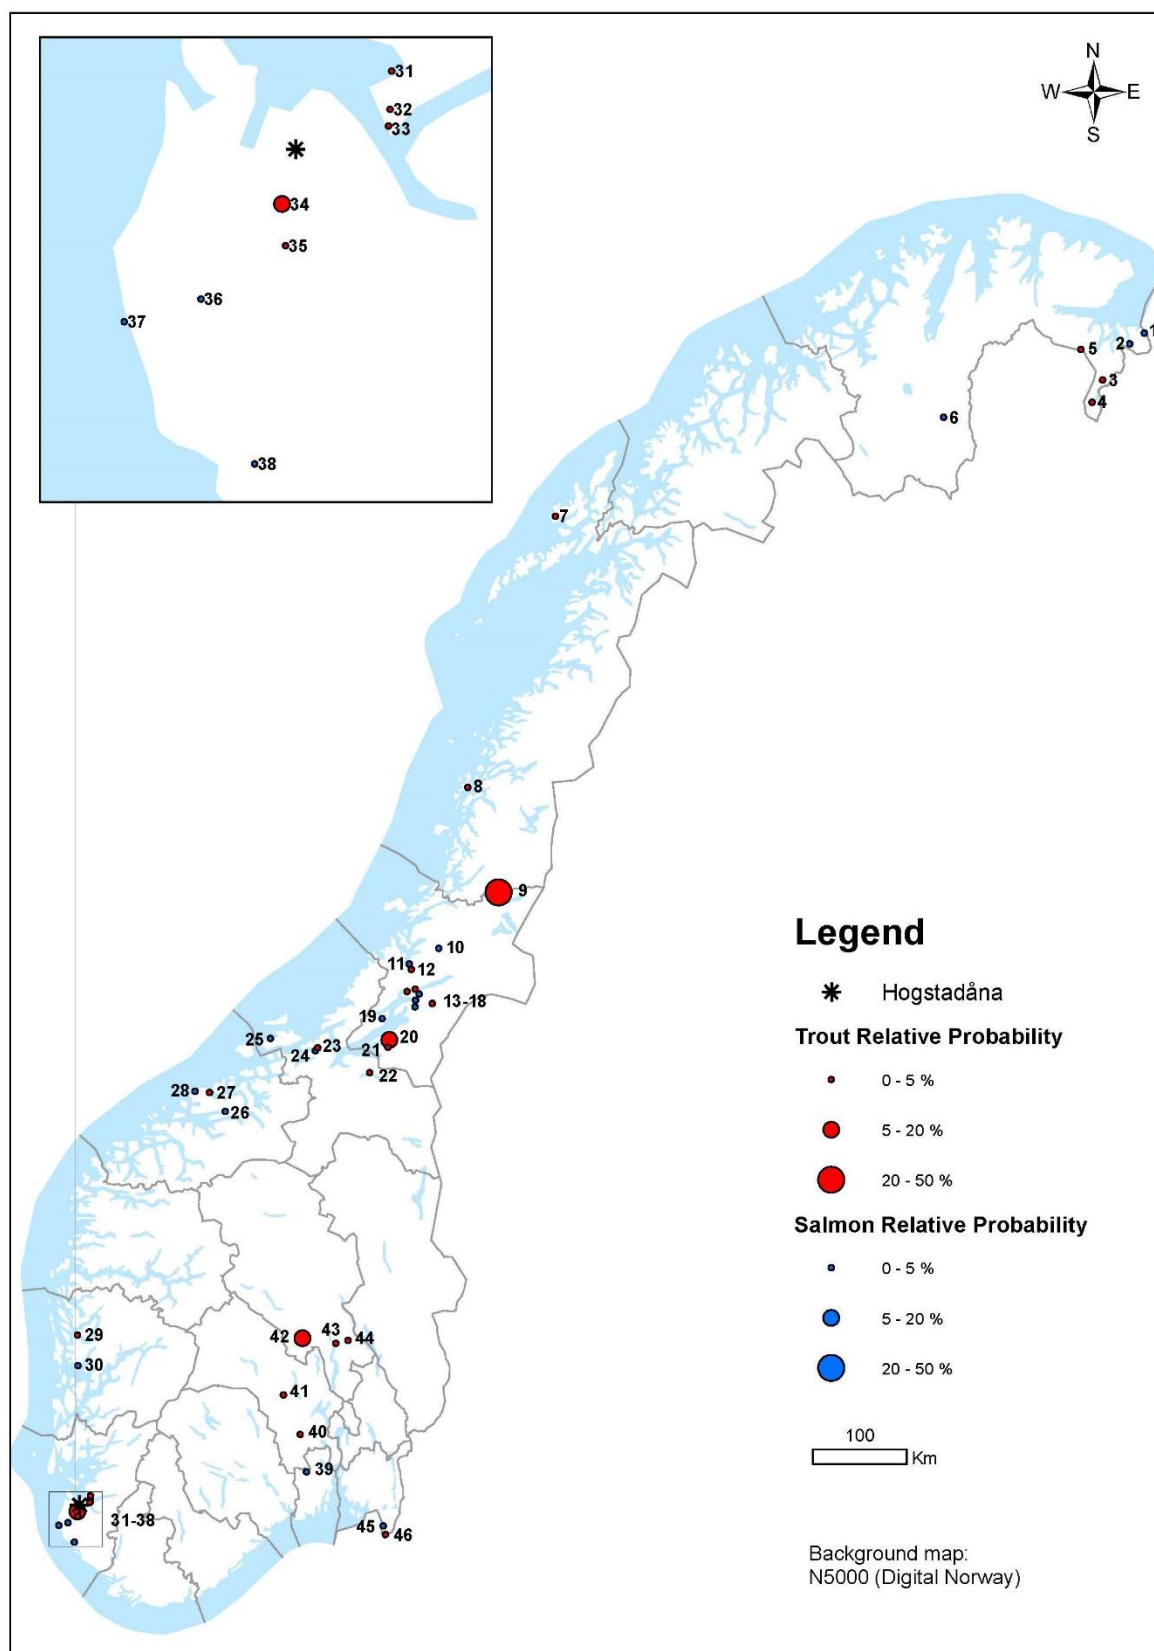 31
32
33
34
35
36
37
38
N
W E
S
1
2
5
3
4
6
7
8
9
10
11 12
13-18
19
20
21
22
23
24
25
28 27
26
29
30
42 43 44
41
40
39
31-38
45
46
Legend
Hogstadåna
Trout Relative Probability
0 - 5 %
5 - 20 %
20 - 50 %
Salmon Relative Probability
0 - 5 %
5 - 20 %
20 - 50 %
100
Km
Background map:
N5000 (Digital Norway)